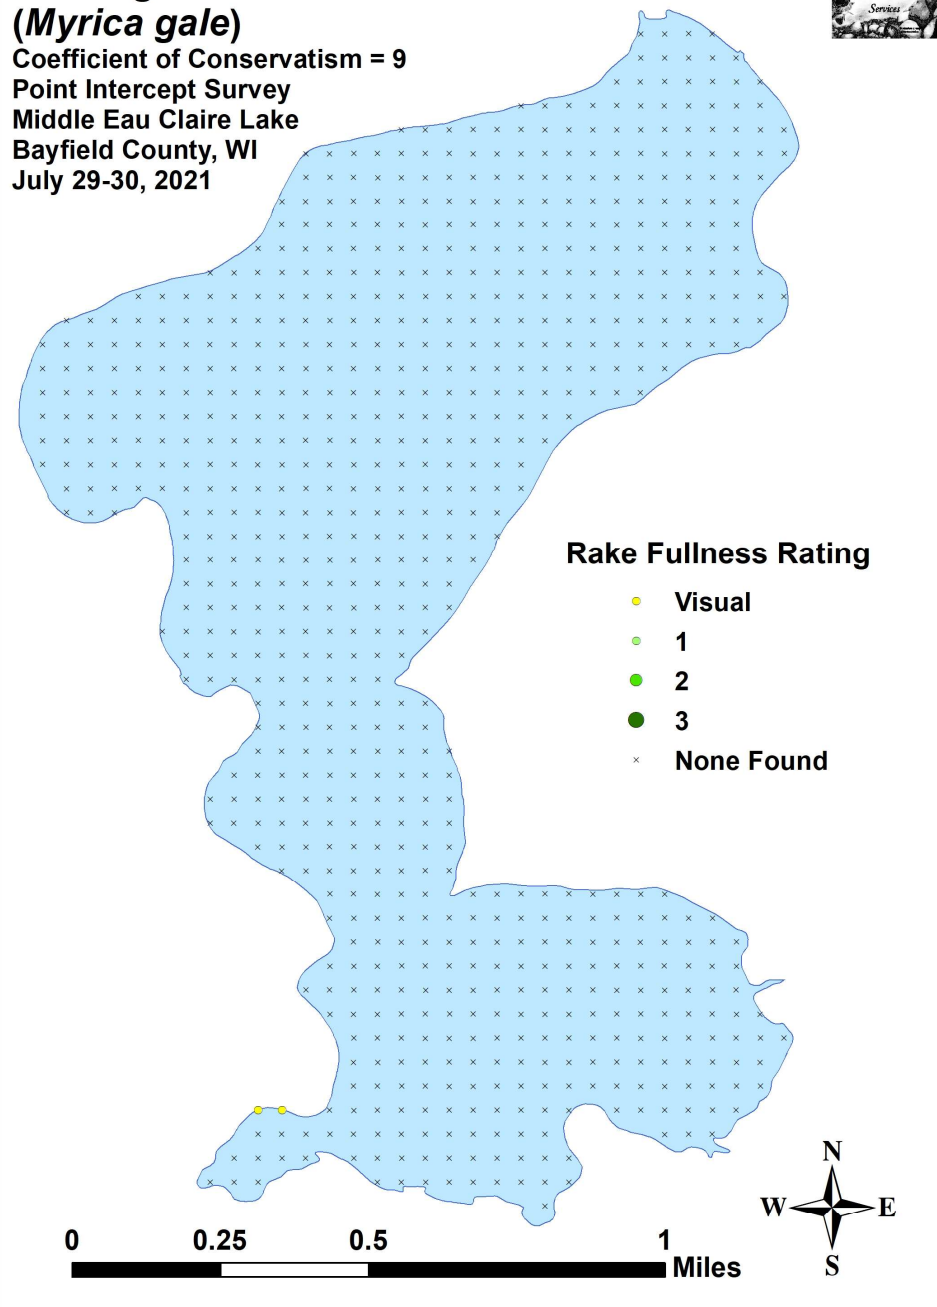 (Myrica gale)
Coefficient of Conservatism = 9
Point Intercept Survey
Middle Eau Claire Lake
Bayfield County, WI
July 29-30, 2021
Services
Rake Fullness Rating
Visual
1
2
3
None Found
N
W E
S
0 0.25 0.5 1
Miles